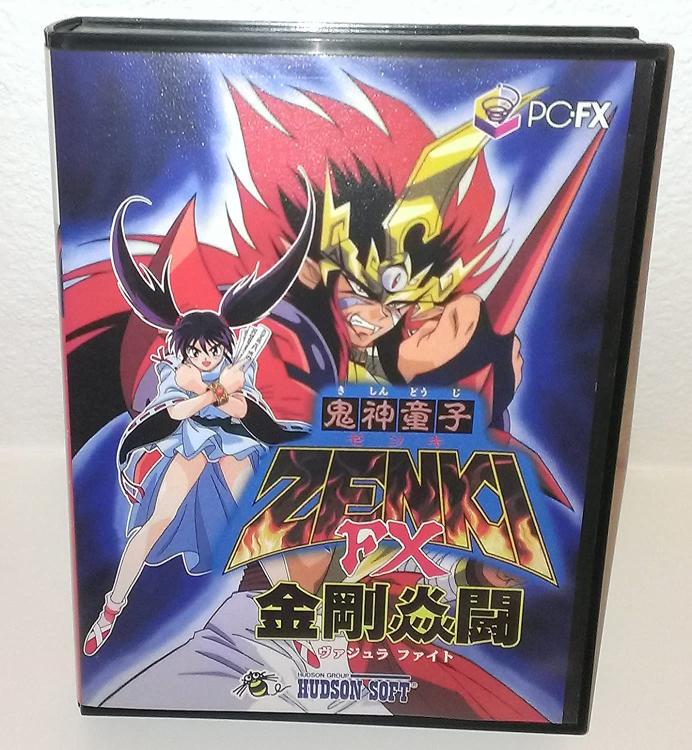 PC-FX
きしんどうじ
鬼神童子
ゼンキ
ZENKI
FX
金剛焱闘
ヴァジュラ ファイト
HUDSON GROUP
HUDSON SOFT®